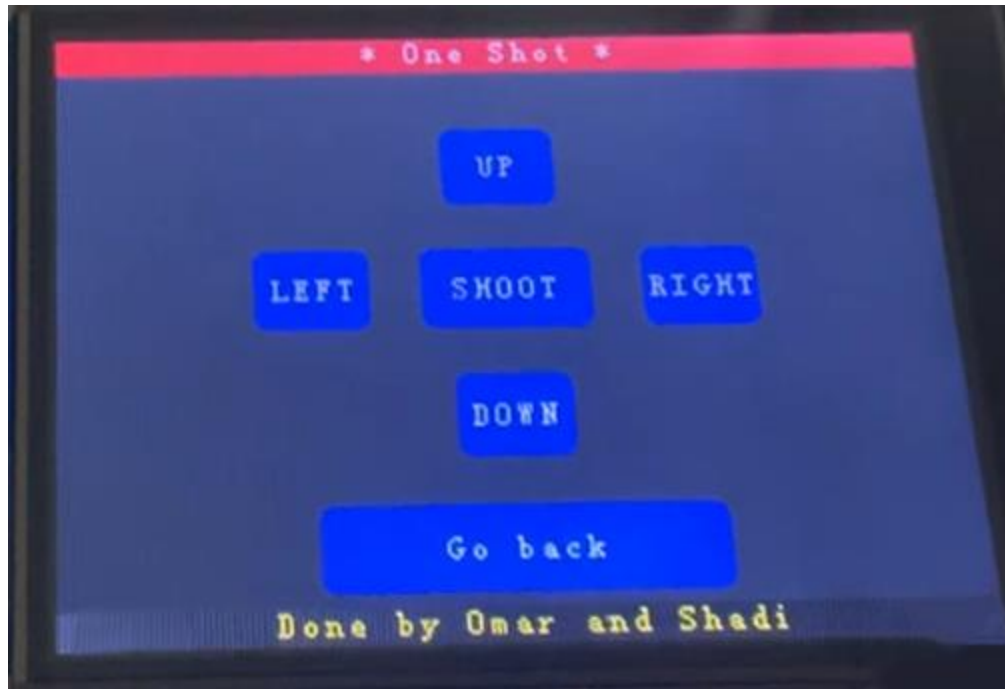 * One Shot *
UP
LEFT SHOOT RIGHT
DOWN
Go back
Done by Omar and Shadi